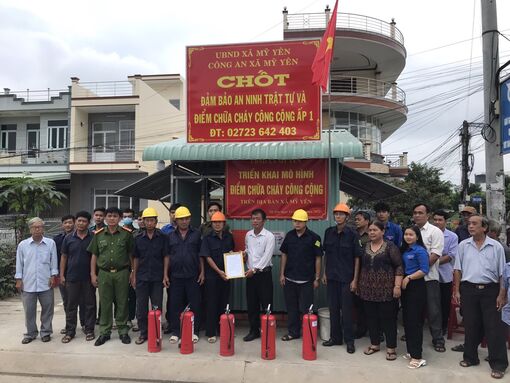 UBND XÃ MỸ YÊN
CÔNG AN XÃ MỸ YÊN
CHỐT
ĐẢM BẢO AN NINH TRẬT TỰ VÀ
ĐIỂM CHỮA CHÁY CÔNG CỘNG ẤP 1
ĐT: 02723 642 403
TRIỂN KHAI MÔ HÌNH
ĐIỂM CHỮA CHÁY CÔNG CỘNG
TRÊN ĐỊA BÀN XÃ MỸ YÊN